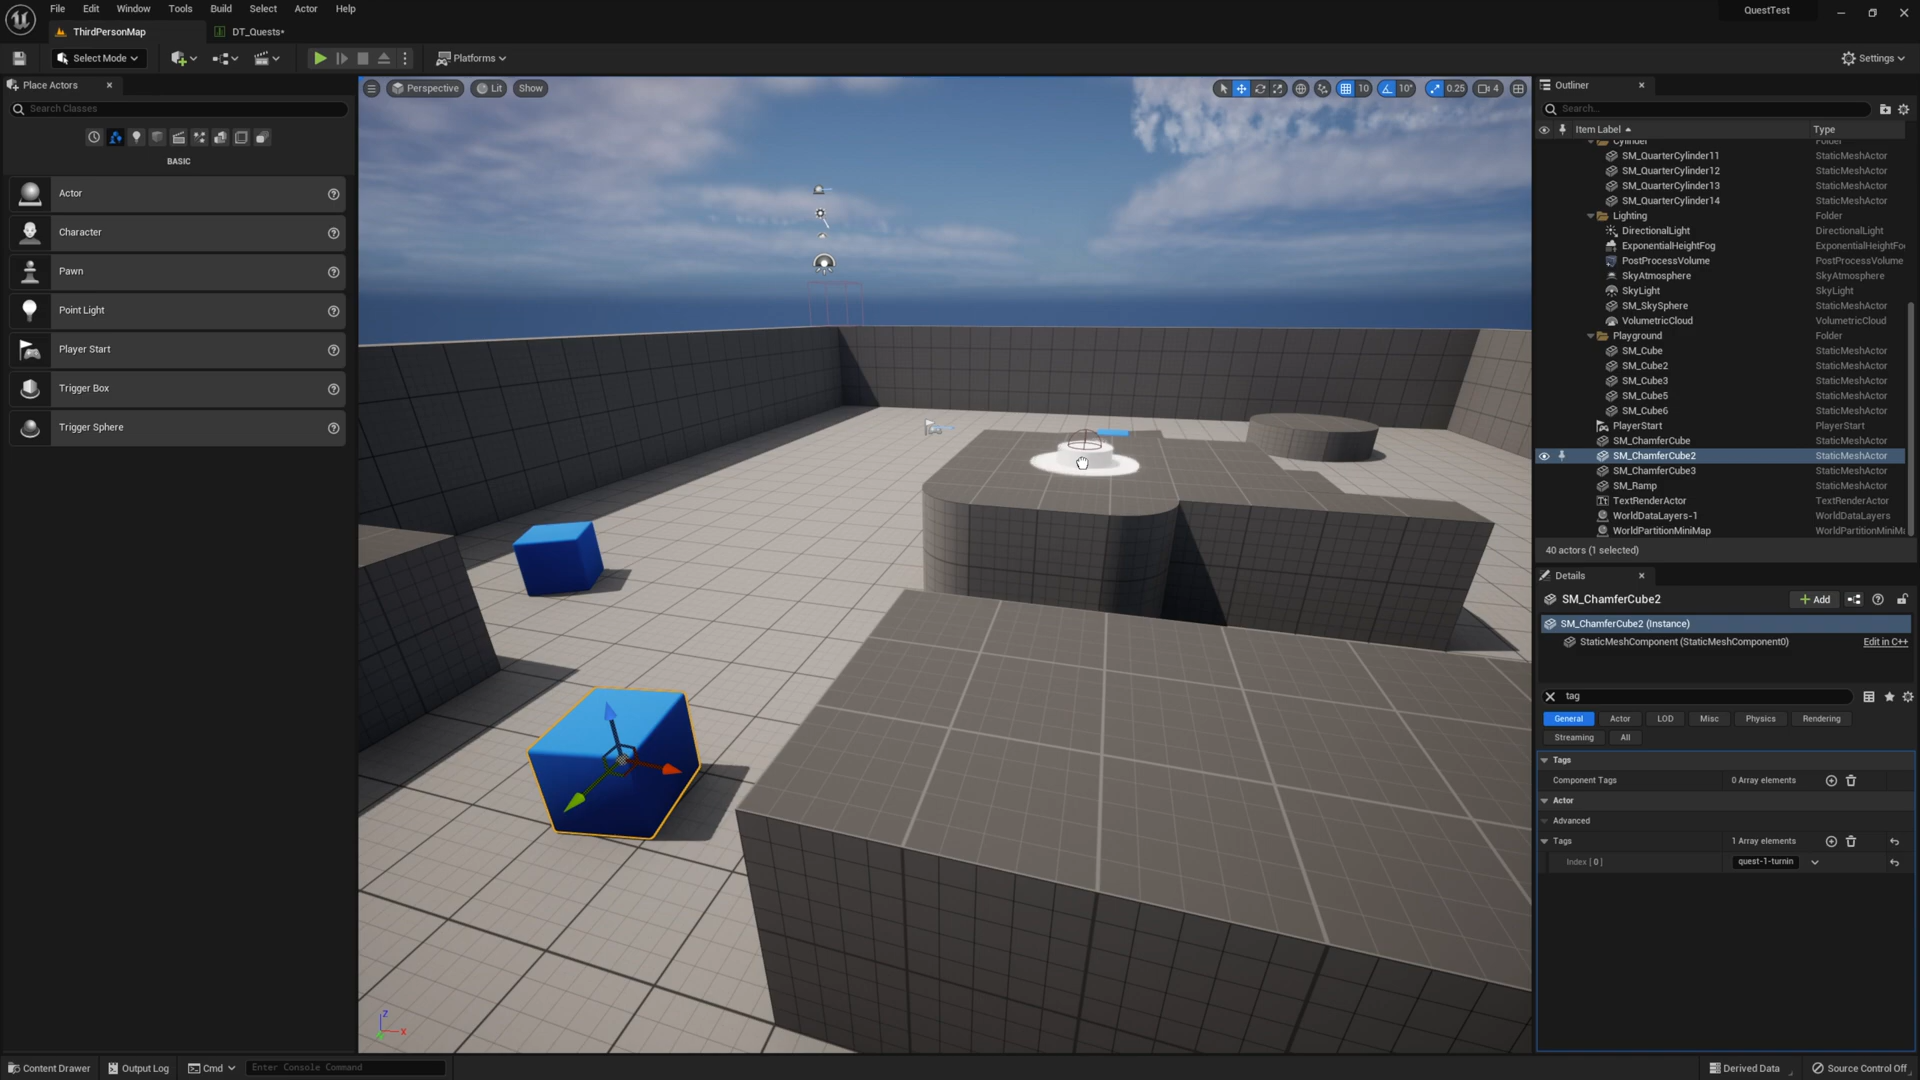 File Edit Window Tools Build Select Actor Help
QuestTest
ThirdPersonMap
DT_Quests*
Select Mode
Platforms
Settings
Place Actors
Search Classes
BASIC
Actor
Character
Pawn
Point Light
Player Start
Trigger Box
Trigger Sphere
Perspective Lit Show
10 10° 0.25 4
Outliner
Search...
Item Label Type
Cylinder Folder
SM_QuarterCylinder11 StaticMeshActor
SM_QuarterCylinder12 StaticMeshActor
SM_QuarterCylinder13 StaticMeshActor
SM_QuarterCylinder14 StaticMeshActor
Lighting Folder
DirectionalLight DirectionalLight
ExponentialHeightFog ExponentialHeightFo
PostProcessVolume PostProcessVolume
SkyAtmosphere SkyAtmosphere
SkyLight SkyLight
SM_SkySphere StaticMeshActor
VolumetricCloud VolumetricCloud
Playground Folder
SM_Cube StaticMeshActor
SM_Cube2 StaticMeshActor
SM_Cube3 StaticMeshActor
SM_Cube5 StaticMeshActor
SM_Cube6 StaticMeshActor
PlayerStart PlayerStart
SM_ChamferCube StaticMeshActor
SM_ChamferCube2 StaticMeshActor
SM_ChamferCube3 StaticMeshActor
SM_Ramp StaticMeshActor
TextRenderActor TextRenderActor
WorldDataLayers-1 WorldDataLayers
WorldPartitionMiniMap WorldPartitionMiniMa
40 actors (1 selected)
Details
SM_ChamferCube2
+ Add
SM_ChamferCube2 (Instance)
StaticMeshComponent (StaticMeshComponent0) Edit in C++
tag
General Actor LOD Misc Physics Rendering
Streaming All
Tags
Component Tags 0 Array elements
Actor
Advanced
Tags 1 Array elements
Index [ 0 ] quest-1-turnin
Z
X
Content Drawer Output Log Cmd Enter Console Command
Derived Data Source Control Off